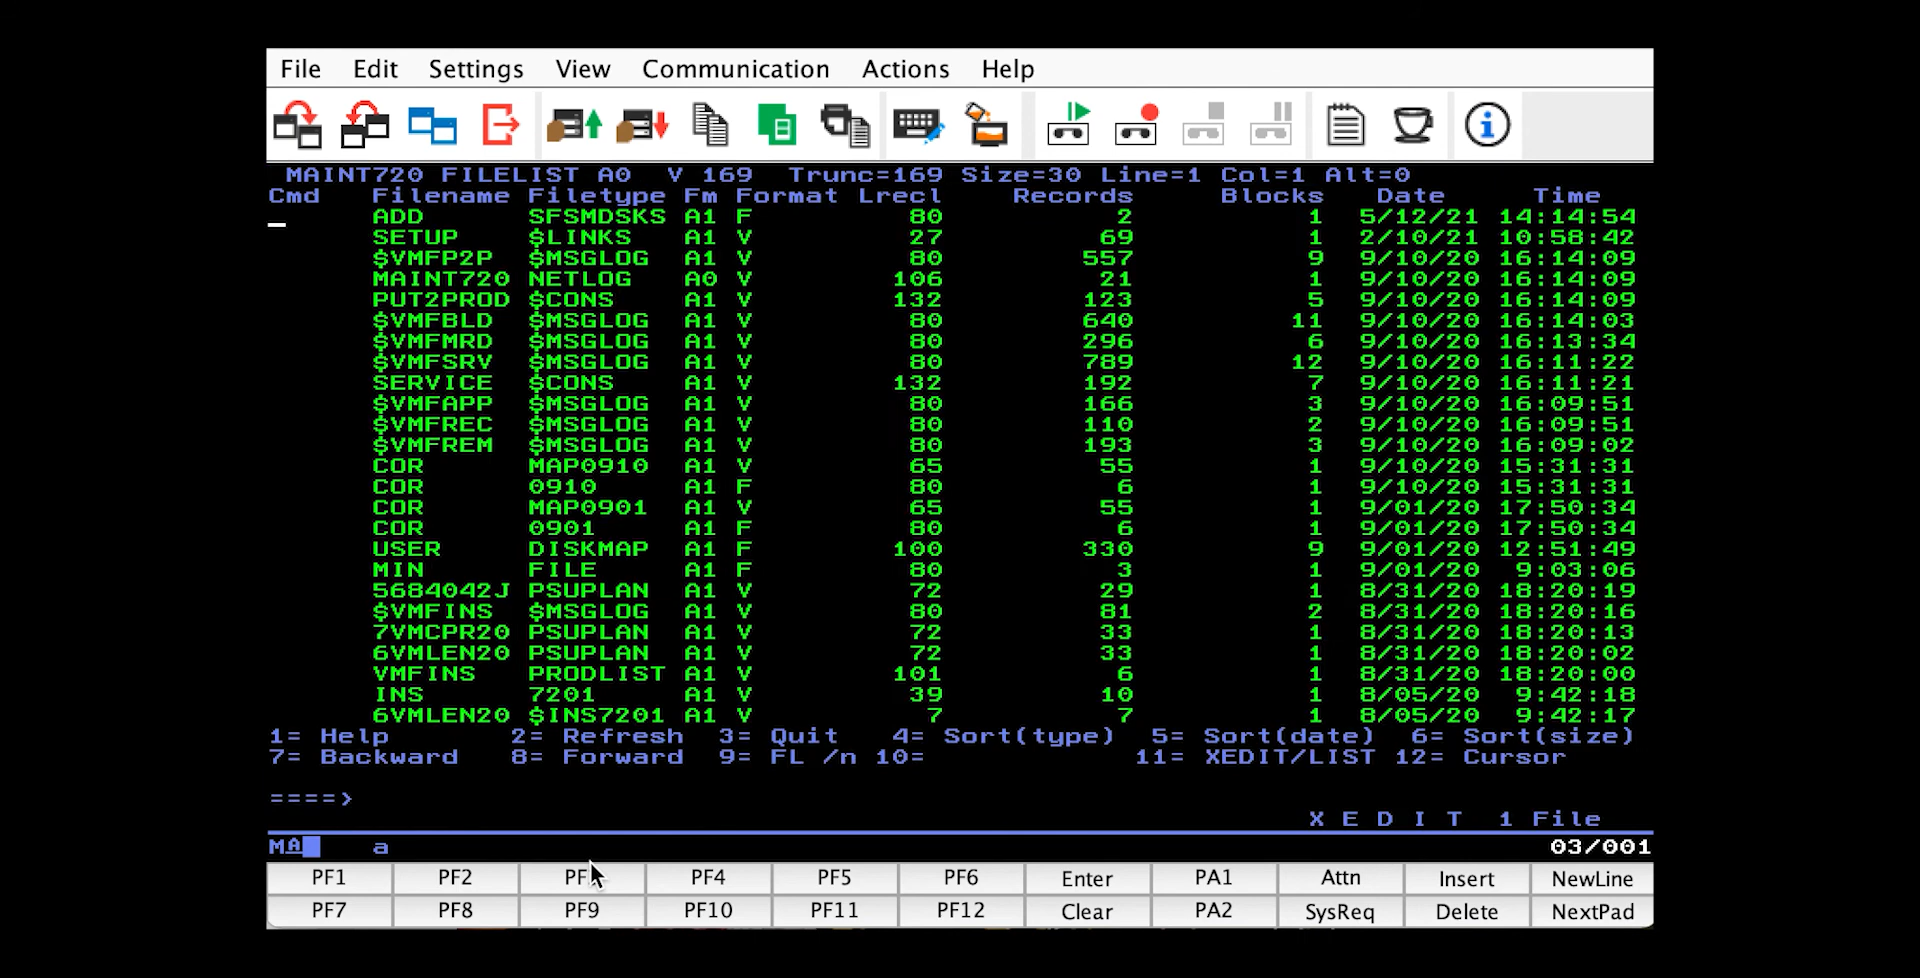 File Edit Settings View Communication Actions Help
MAINT720 FILELIST A0 V 169 Trunc=169 Size=30 Line=1 Col=1 Alt=0
Cmd Filename Filetype Fm Format Lrecl Records Blocks Date Time
ADD SFSMDSKS A1 F 80 2 1 5/12/21 14:14:54
SETUP $LINKS A1 V 27 69 1 2/10/21 10:58:42
$VMFP2P $MSGLOG A1 V 80 557 9 9/10/20 16:14:09
MAINT720 NETLOG A0 V 106 21 1 9/10/20 16:14:09
PUT2PROD $CONS A1 V 132 123 5 9/10/20 16:14:09
$VMFBLD $MSGLOG A1 V 80 640 11 9/10/20 16:14:03
$VMFMRD $MSGLOG A1 V 80 296 6 9/10/20 16:13:34
$VMFSRV $MSGLOG A1 V 80 789 12 9/10/20 16:11:22
SERVICE $CONS A1 V 132 192 7 9/10/20 16:11:21
$VMFAPP $MSGLOG A1 V 80 166 3 9/10/20 16:09:51
$VMFREC $MSGLOG A1 V 80 110 2 9/10/20 16:09:51
$VMFREM $MSGLOG A1 V 80 193 3 9/10/20 16:09:02
COR MAP0910 A1 V 65 55 1 9/10/20 15:31:31
COR 0910 A1 F 80 6 1 9/10/20 15:31:31
COR MAP0901 A1 V 65 55 1 9/01/20 17:50:34
COR 0901 A1 F 80 6 1 9/01/20 17:50:34
USER DISKMAP A1 F 100 330 9 9/01/20 12:51:49
MIN FILE A1 F 80 3 1 9/01/20 9:03:06
5684042J PSUPLAN A1 V 72 29 1 8/31/20 18:20:19
$VMFINS $MSGLOG A1 V 80 81 2 8/31/20 18:20:16
7VMCPR20 PSUPLAN A1 V 72 33 1 8/31/20 18:20:13
6VMLEN20 PSUPLAN A1 V 72 33 1 8/31/20 18:20:02
VMFINS PRODLIST A1 V 101 6 1 8/31/20 18:20:00
INS 7201 A1 V 39 10 1 8/05/20 9:42:18
6VMLEN20 $INS7201 A1 V 7 7 1 8/05/20 9:42:17
1= Help 2= Refresh 3= Quit 4= Sort(type) 5= Sort(date) 6= Sort(size)
7= Backward 8= Forward 9= FL /n 10= 11= XEDIT/LIST 12= Cursor
====>
X E D I T 1 File
MA a 03/001
PF1 PF2 PF PF4 PF5 PF6 Enter PA1 Attn Insert NewLine
PF7 PF8 PF9 PF10 PF11 PF12 Clear PA2 SysReq Delete NextPad